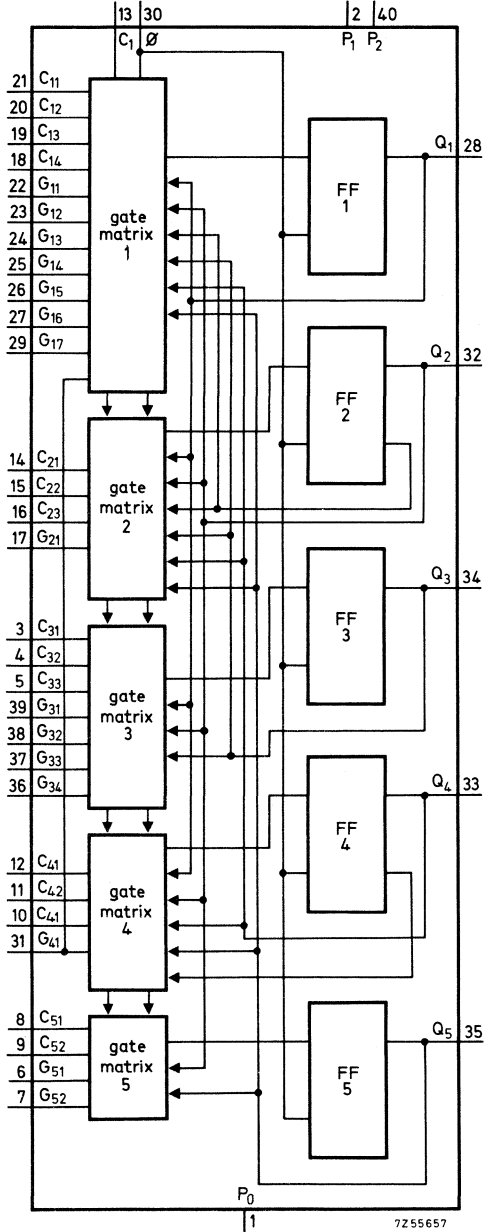 13 30 2 40
C1 Ø P1 P2
21 C11
20 C12
19 C13
18 C14
22 G11
23 G12
24 G13
25 G14
26 G15
27 G16
29 G17
gate
matrix
1
FF
1
Q1 28
14 C21
15 C22
16 C23
17 G21
gate
matrix
2
FF
2
Q2 32
3 C31
4 C32
5 C33
39 G31
38 G32
37 G33
36 G34
gate
matrix
3
FF
3
Q3 34
12 C41
11 C42
10 C41
31 G41
gate
matrix
4
FF
4
Q4 33
8 C51
9 C52
6 G51
7 G52
gate
matrix
5
FF
5
Q5 35
P0
1
7Z55657